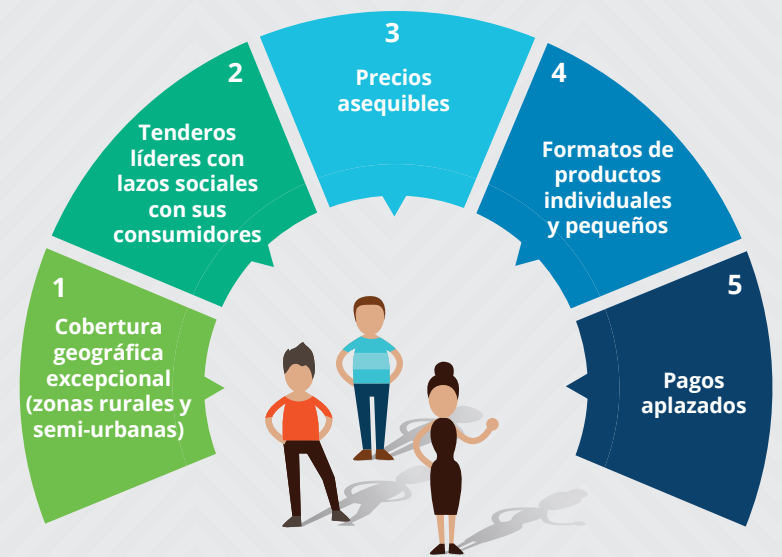 1
Cobertura
geográfica
excepcional
(zonas rurales y
semi-urbanas)
2
Tenderos
líderes con
lazos sociales
con sus
consumidores
3
Precios
asequibles
4
Formatos de
productos
individuales
y pequeños
5
Pagos
aplazados